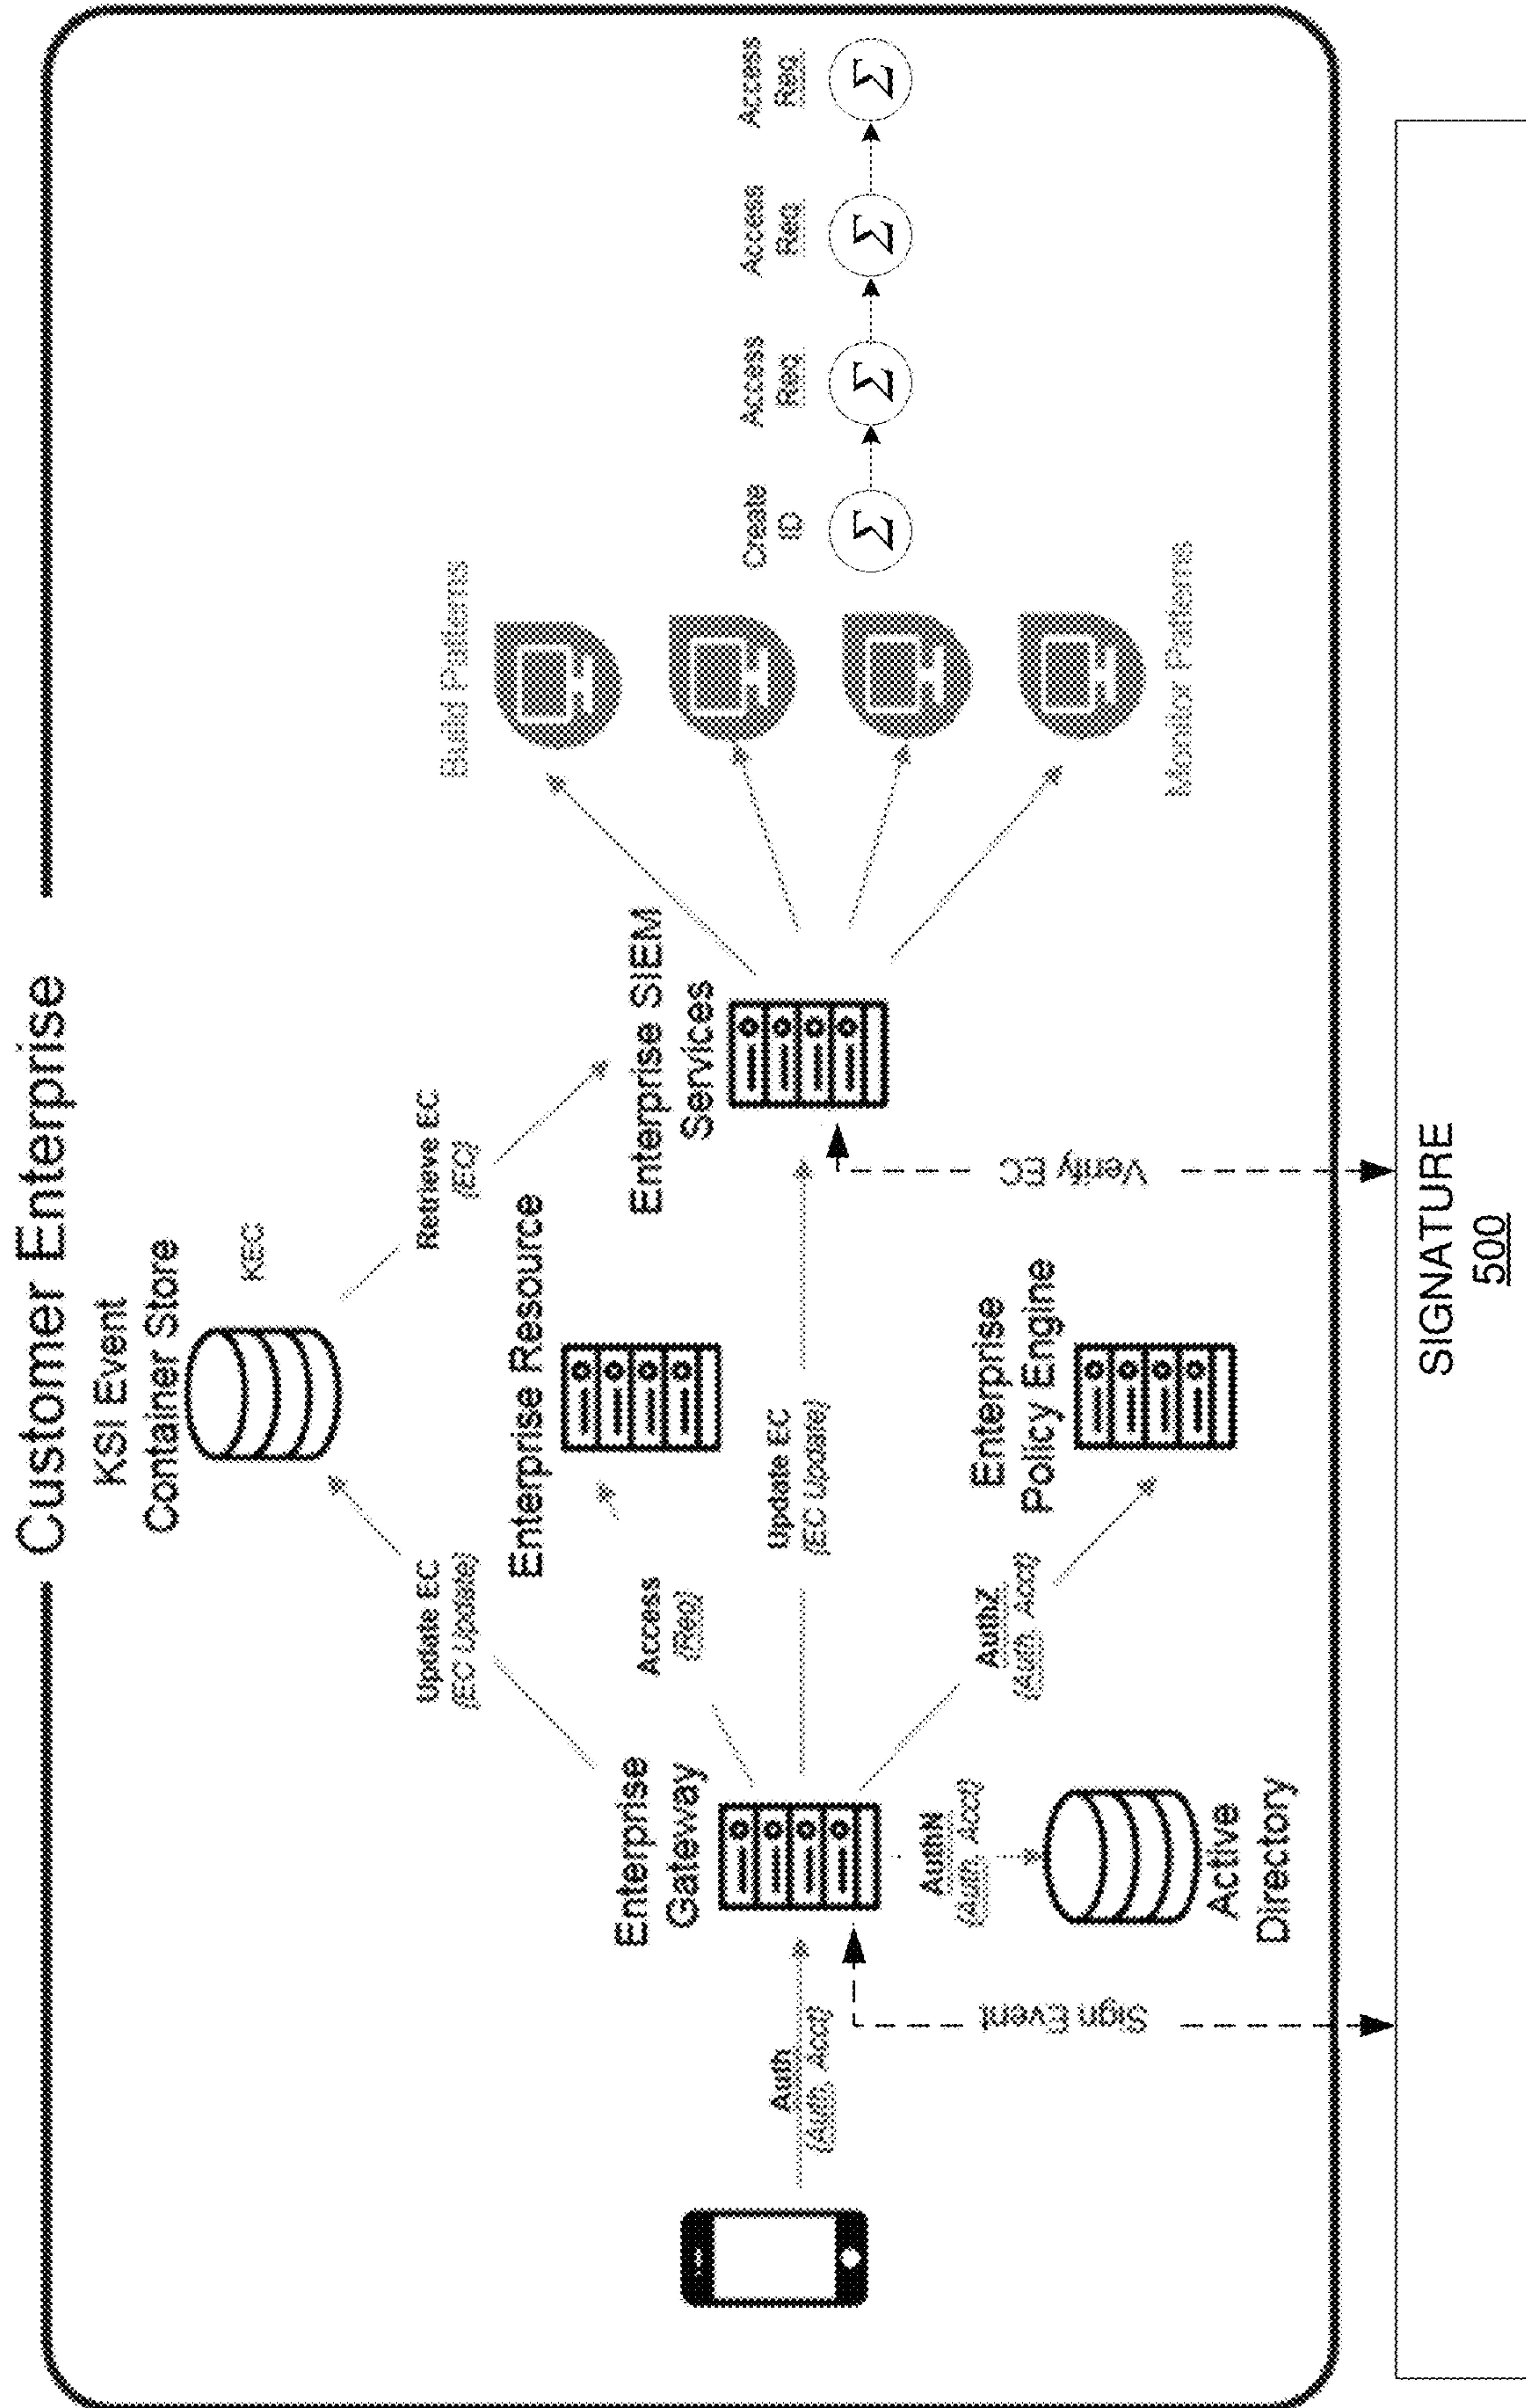 Customer Enterprise
KSI Event
Container Store
KEC
Update EC
(EC Update)
Retrieve EC
(EC)
Build Patterns
Enterprise Resource
Access
(Req)
Enterprise
Gateway
Enterprise SIEM
Services
Create
ID
Access
Req.
Access
Req.
Access
Req.
Σ
Σ
Σ
Σ
Auth
(Auth. Acct)
Update EC
(EC Update)
AuthN
(Auth. Acct)
AuthZ
(Auth. Acct)
Enterprise
Policy Engine
Sign Event
Verify EC
Monitor Patterns
Active
Directory
SIGNATURE
500